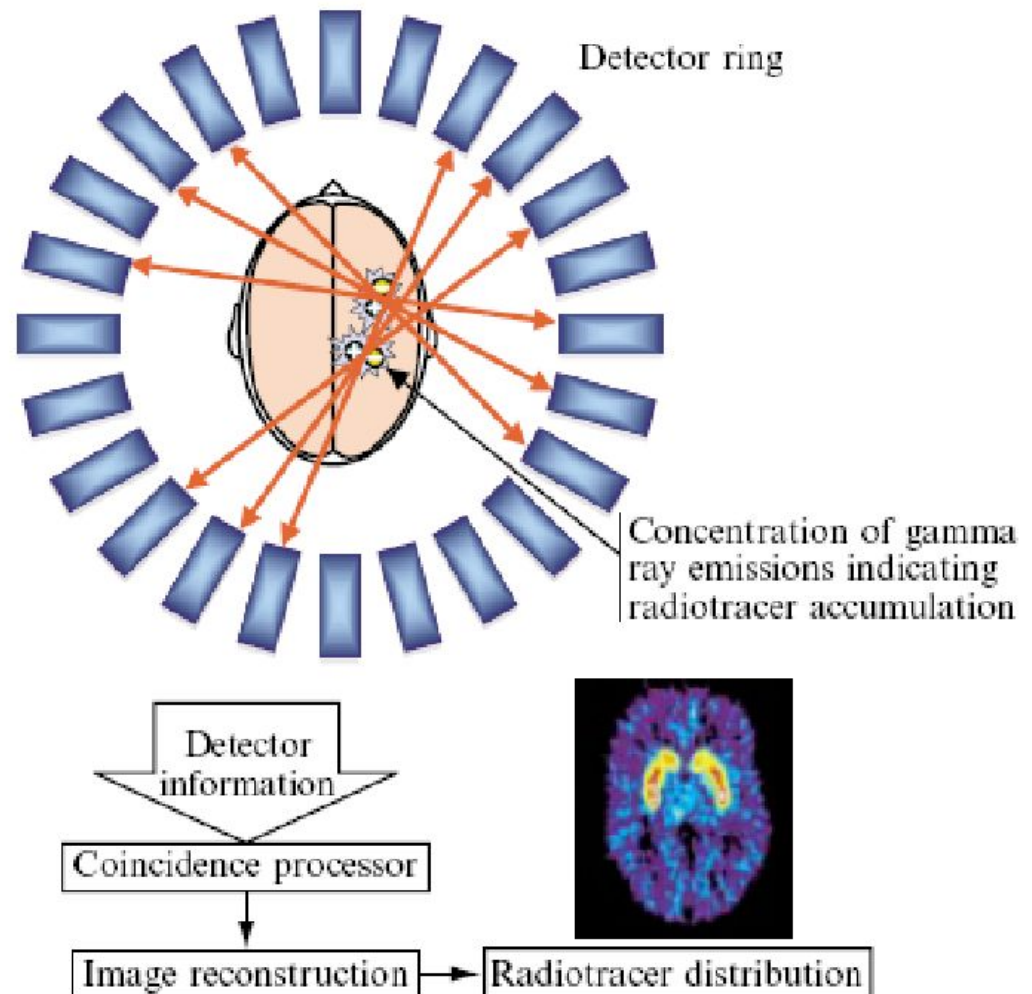 Detector ring
Concentration of gamma
ray emissions indicating
radiotracer accumulation
Detector
information
Coincidence processor
Image reconstruction
Radiotracer distribution